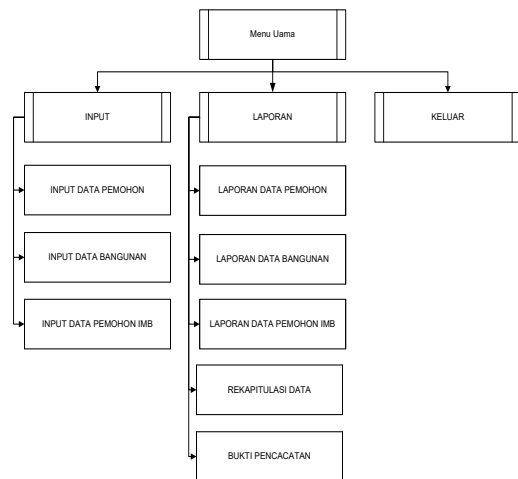 Menu Uama
INPUT
LAPORAN
KELUAR
INPUT DATA PEMOHON
LAPORAN DATA PEMOHON
INPUT DATA BANGUNAN
LAPORAN DATA BANGUNAN
INPUT DATA PEMOHON IMB
LAPORAN DATA PEMOHON IMB
REKAPITULASI DATA
BUKTI PENCACATAN